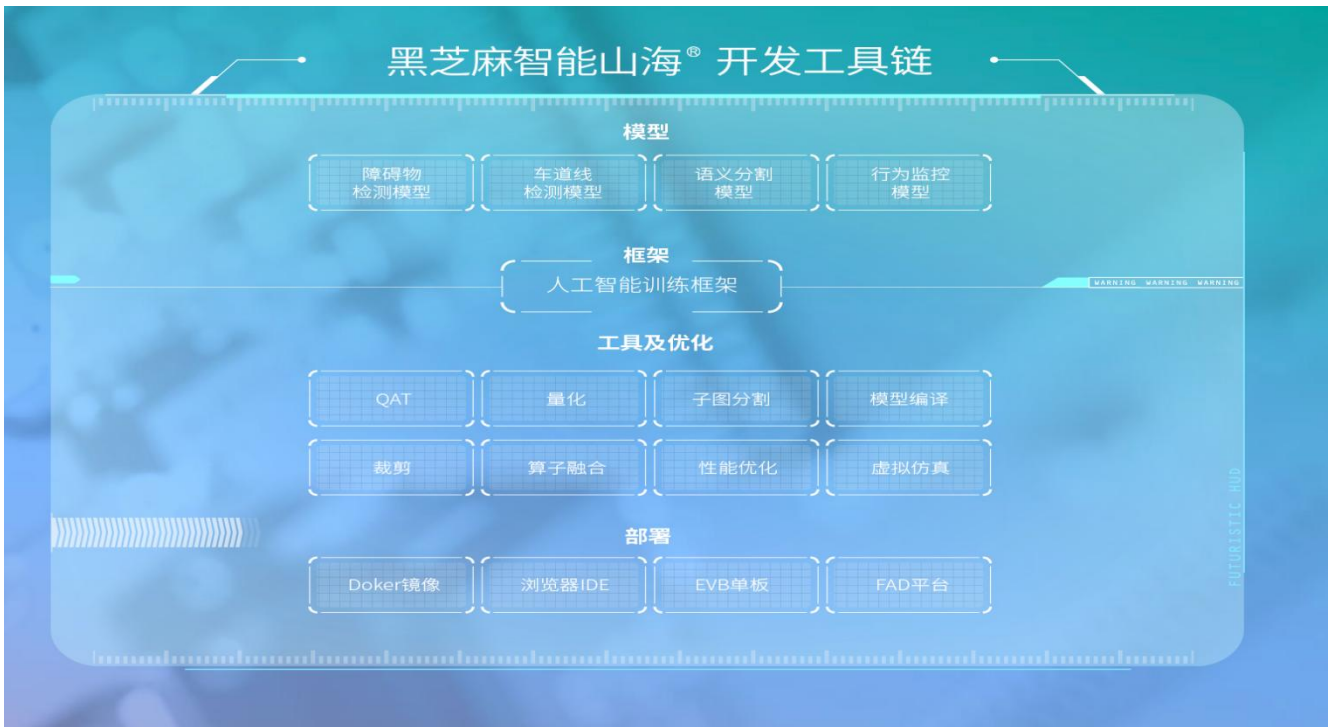 黑芝麻智能山海® 开发工具链
模型
障碍物
检测模型
车道线
检测模型
语义分割
模型
行为监控
模型
框架
人工智能训练框架
WARNING WARNING WARNING
工具及优化
QAT
量化
子图分割
模型编译
裁剪
算子融合
性能优化
虚拟仿真
FUTURISTIC HUD
部署
Doker镜像
浏览器IDE
EVB单板
FAD平台